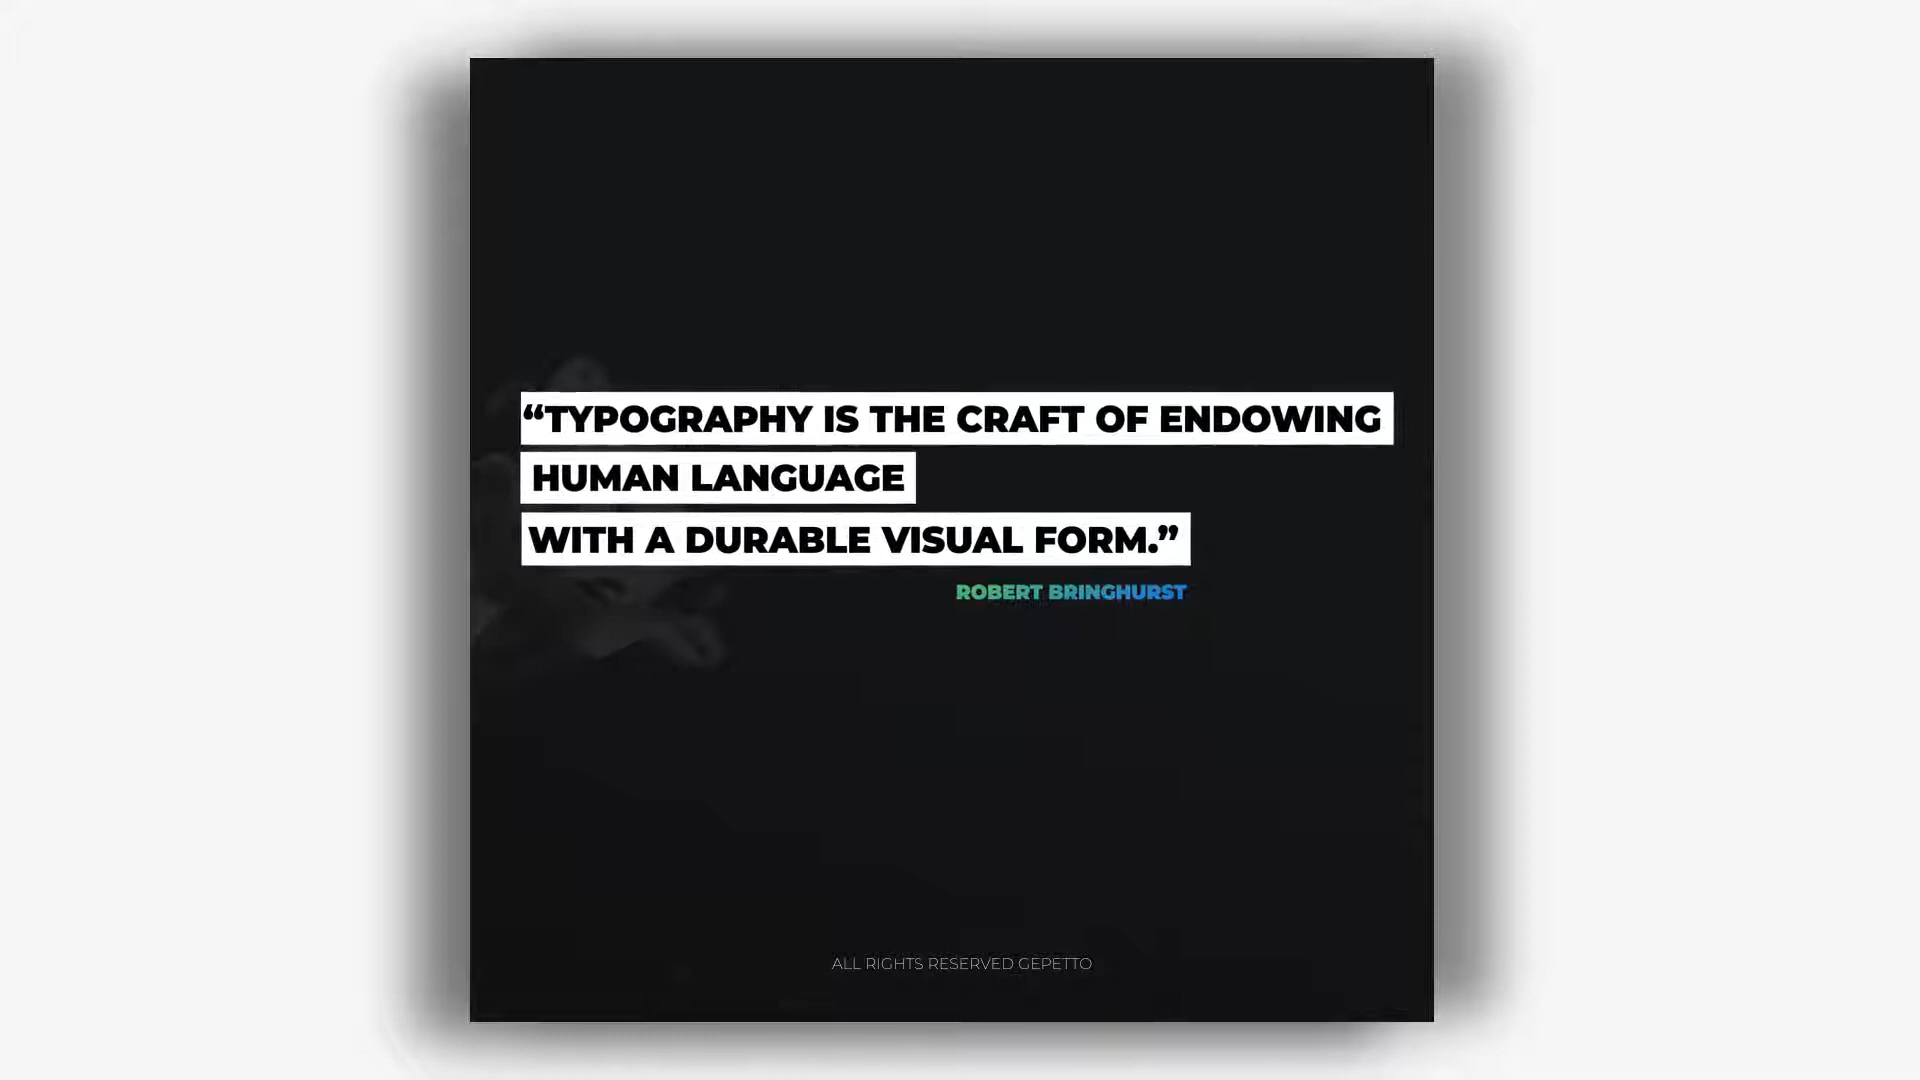 “TYPOGRAPHY IS THE CRAFT OF ENDOWING
HUMAN LANGUAGE
WITH A DURABLE VISUAL FORM.”
ROBERT BRINGHURST
ALL RIGHTS RESERVED GEPETTO